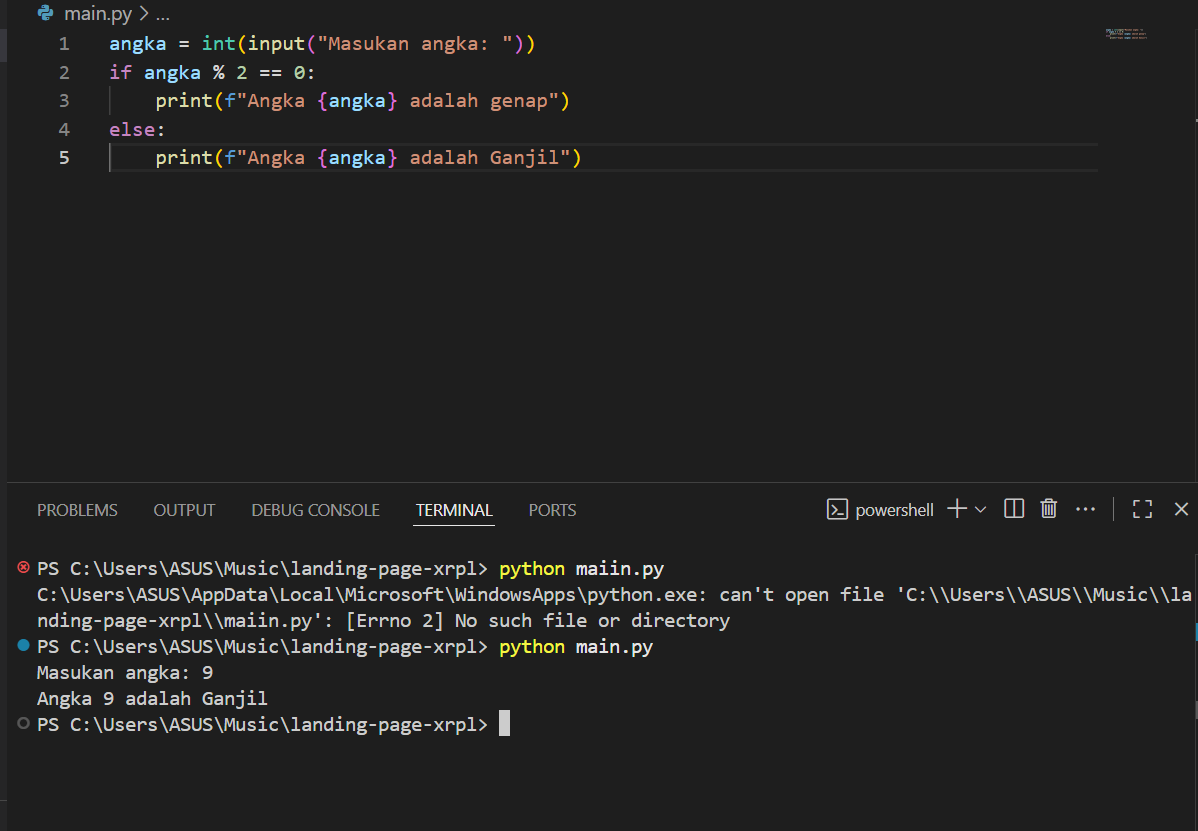 main.py > ...
1 angka = int(input("Masukan angka: "))
2 if angka % 2 == 0:
3     print(f"Angka {angka} adalah genap")
4 else:
5     print(f"Angka {angka} adalah Ganjil")
PROBLEMS OUTPUT DEBUG CONSOLE TERMINAL PORTS powershell
PS C:\Users\ASUS\Music\landing-page-xrpl> python maiin.py
C:\Users\ASUS\AppData\Local\Microsoft\WindowsApps\python.exe: can't open file 'C:\\Users\\ASUS\\Music\\la
nding-page-xrpl\\maiin.py': [Errno 2] No such file or directory
PS C:\Users\ASUS\Music\landing-page-xrpl> python main.py
Masukan angka: 9
Angka 9 adalah Ganjil
PS C:\Users\ASUS\Music\landing-page-xrpl>